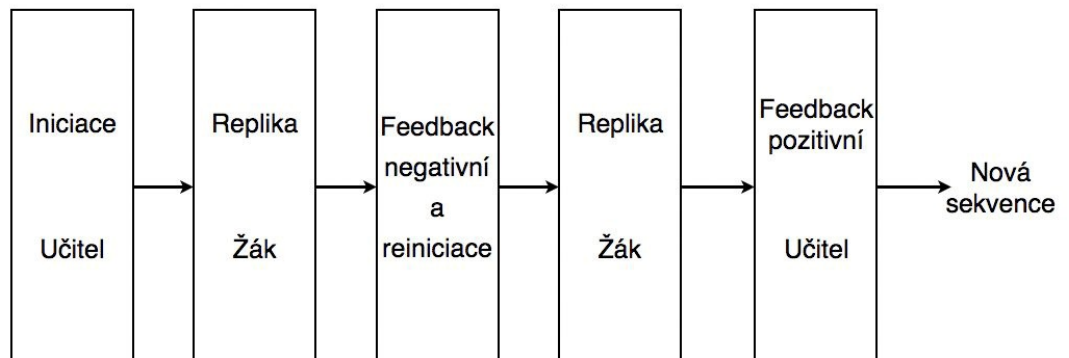 Iniciace
Učitel
Replika
Žák
Feedback
negativní
a
reiniciace
Replika
Žák
Feedback
pozitivní
Učitel
Nová
sekvence